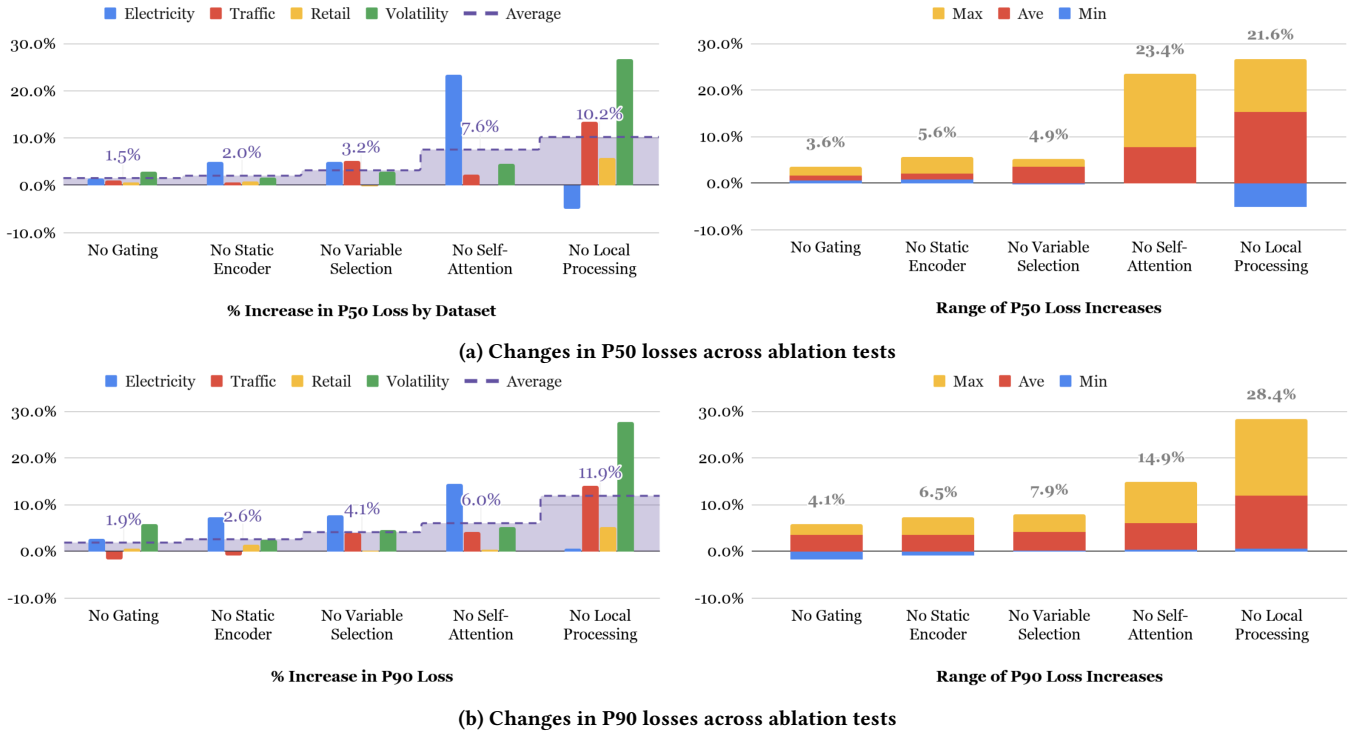 Electricity Traffic Retail Volatility Average
30.0%
20.0%
10.0%
0.0%
-10.0%
1.5%
2.0%
3.2%
7.6%
10.2%
No Gating
No Static Encoder
No Variable Selection
No Self-Attention
No Local Processing
% Increase in P50 Loss by Dataset
Max Ave Min
30.0%
20.0%
10.0%
0.0%
-10.0%
3.6%
5.6%
4.9%
23.4%
21.6%
No Gating
No Static Encoder
No Variable Selection
No Self-Attention
No Local Processing
Range of P50 Loss Increases
(a) Changes in P50 losses across ablation tests
Electricity Traffic Retail Volatility Average
30.0%
20.0%
10.0%
0.0%
-10.0%
1.9%
2.6%
4.1%
6.0%
11.9%
No Gating
No Static Encoder
No Variable Selection
No Self-Attention
No Local Processing
% Increase in P90 Loss
Max Ave Min
30.0%
20.0%
10.0%
0.0%
-10.0%
4.1%
6.5%
7.9%
14.9%
28.4%
No Gating
No Static Encoder
No Variable Selection
No Self-Attention
No Local Processing
Range of P90 Loss Increases
(b) Changes in P90 losses across ablation tests